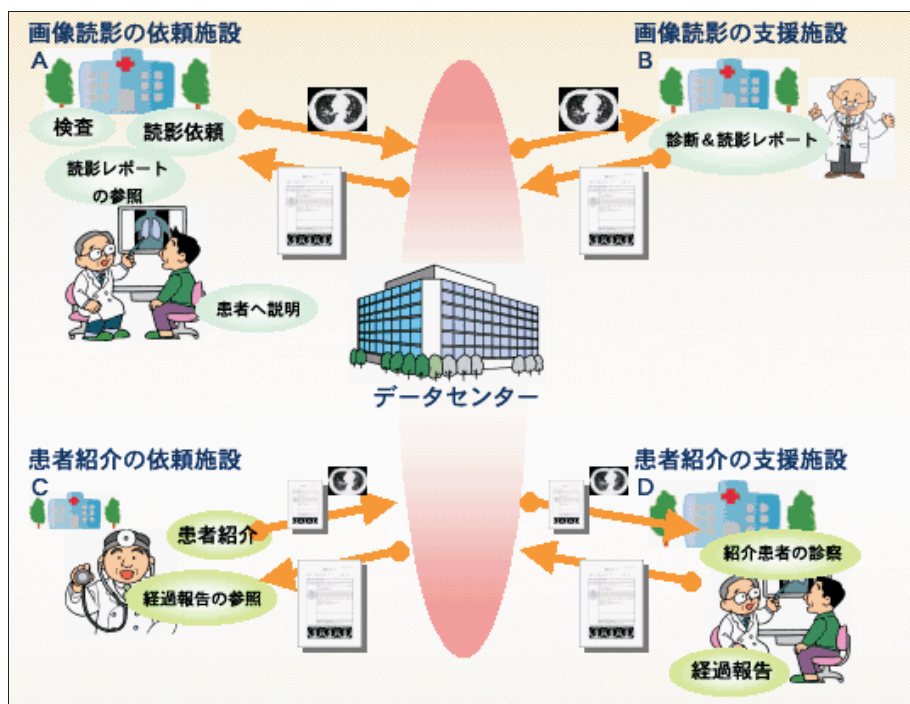 画像読影の依頼施設
A
検査
読影依頼
読影レポート
の参照
患者へ説明
画像読影の支援施設
B
診断＆読影レポート
データセンター
患者紹介の依頼施設
C
患者紹介
経過報告の参照
患者紹介の支援施設
D
紹介患者の診察
経過報告